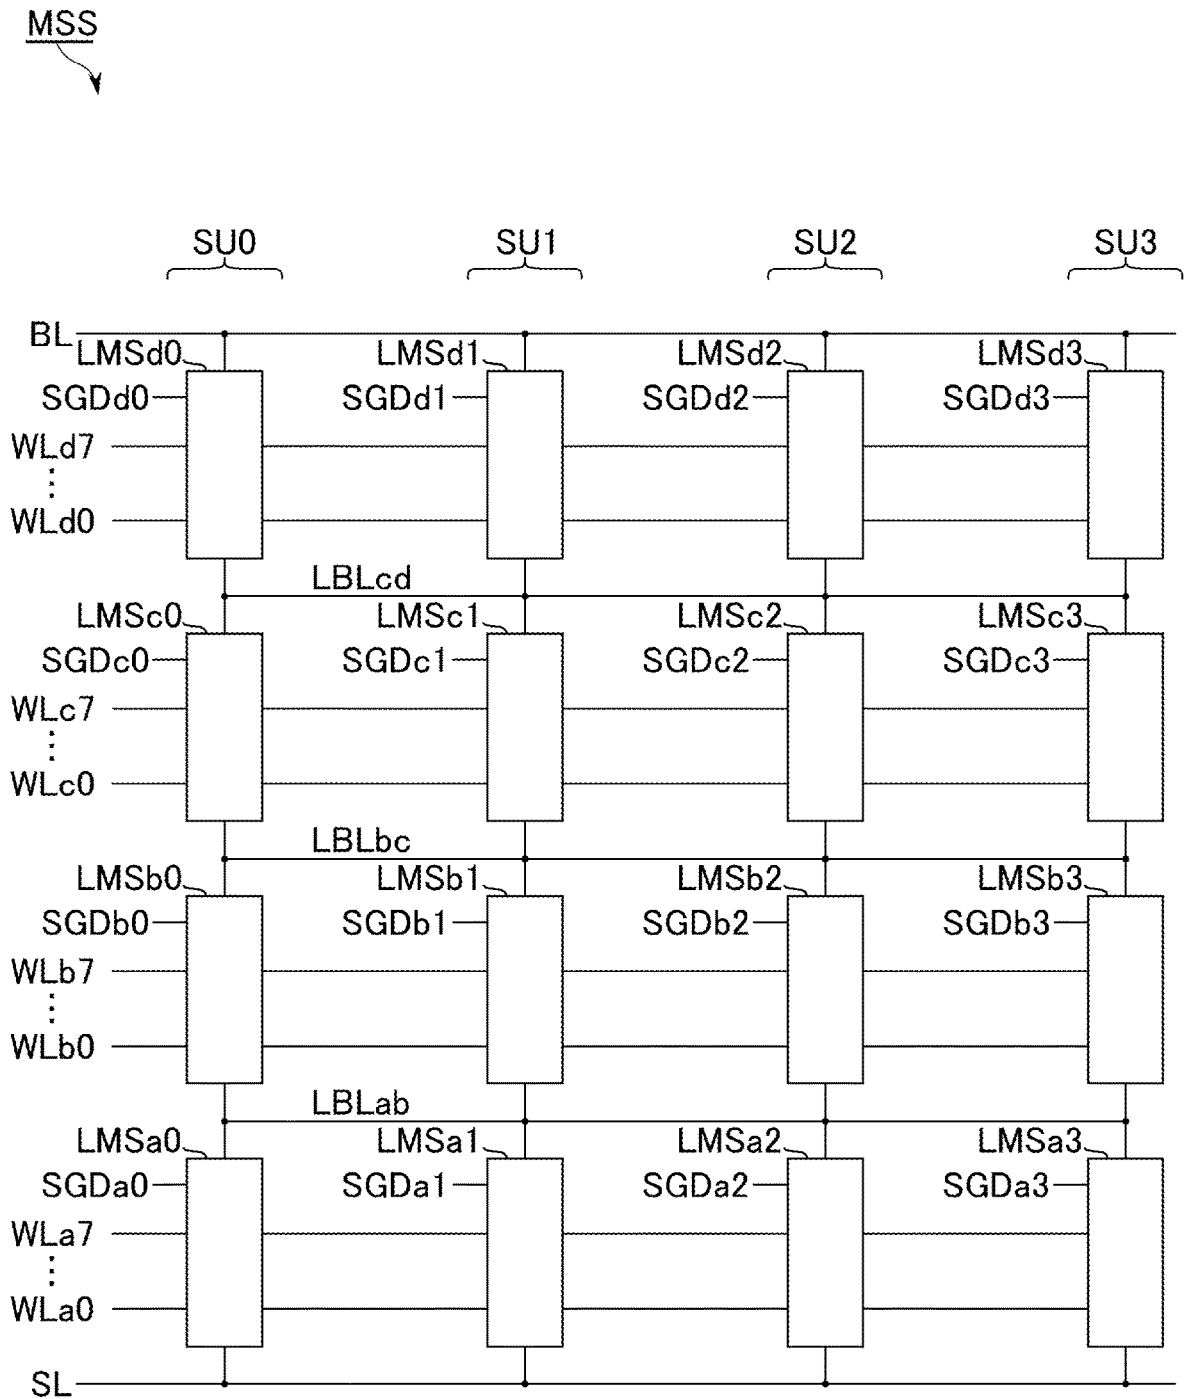 MSS
SU0 SU1 SU2 SU3
BL
LMSd0 LMSd1 LMSd2 LMSd3
SGDd0 SGDd1 SGDd2 SGDd3
WLd7
⋮
WLd0
LBLcd
LMSc0 LMSc1 LMSc2 LMSc3
SGDc0 SGDc1 SGDc2 SGDc3
WLc7
⋮
WLc0
LBLbc
LMSb0 LMSb1 LMSb2 LMSb3
SGDb0 SGDb1 SGDb2 SGDb3
WLb7
⋮
WLb0
LBLab
LMSa0 LMSa1 LMSa2 LMSa3
SGDa0 SGDa1 SGDa2 SGDa3
WLa7
⋮
WLa0
SL